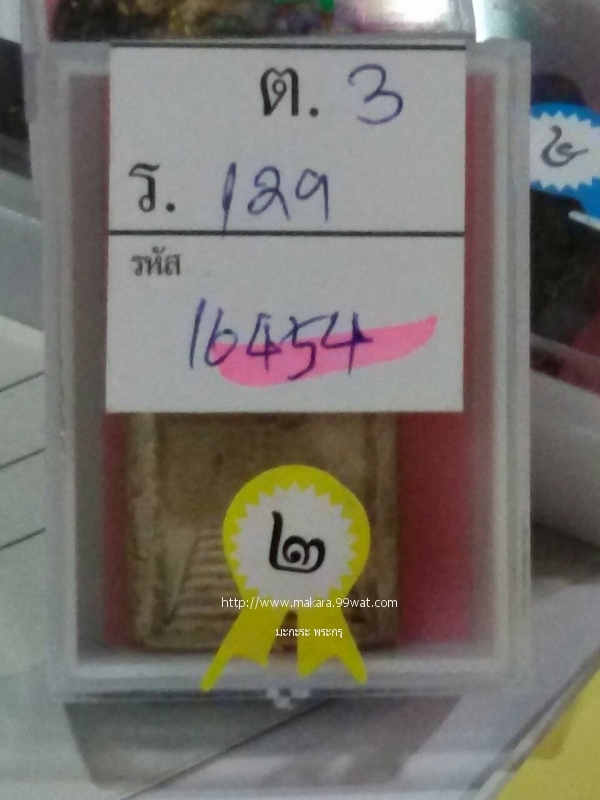 ต. 3
ร. 129
รหัส
16454
๒
๒
http://www.makara.99wat.com
มะกะระ พระกรุ